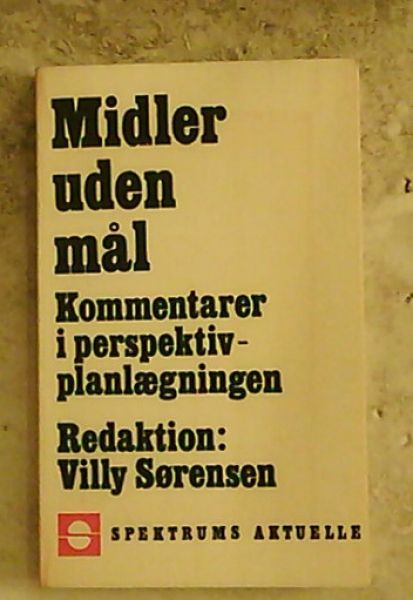 Midler
uden
mål
Kommentarer
i perspektiv-
planlægningen
Redaktion:
Villy Sørensen
SPEKTRUMS AKTUELLE